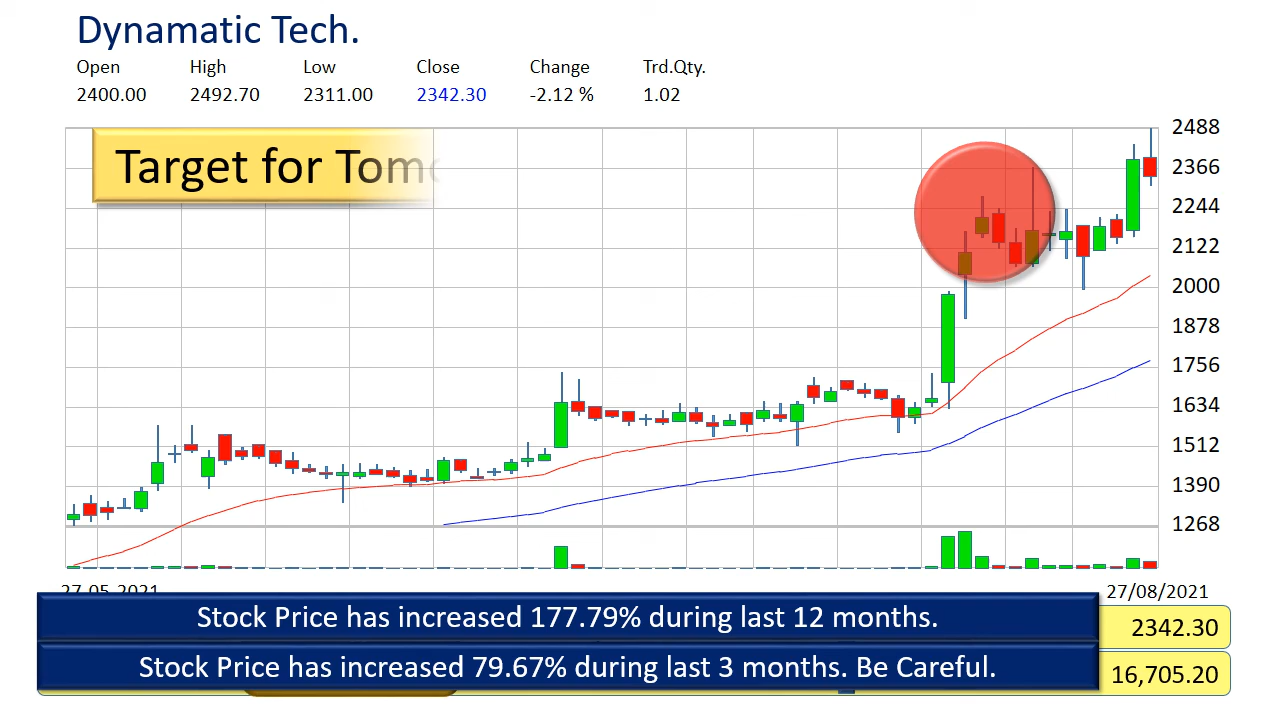 Dynamatic Tech.
Open High Low Close Change Trd.Qty.
2400.00 2492.70 2311.00 2342.30 -2.12 % 1.02
Target for Tom
2488
2366
2244
2122
2000
1878
1756
1634
1512
1390
1268
27-05-2021 27/08/2021
Stock Price has increased 177.79% during last 12 months.
2342.30
Stock Price has increased 79.67% during last 3 months. Be Careful.
16,705.20